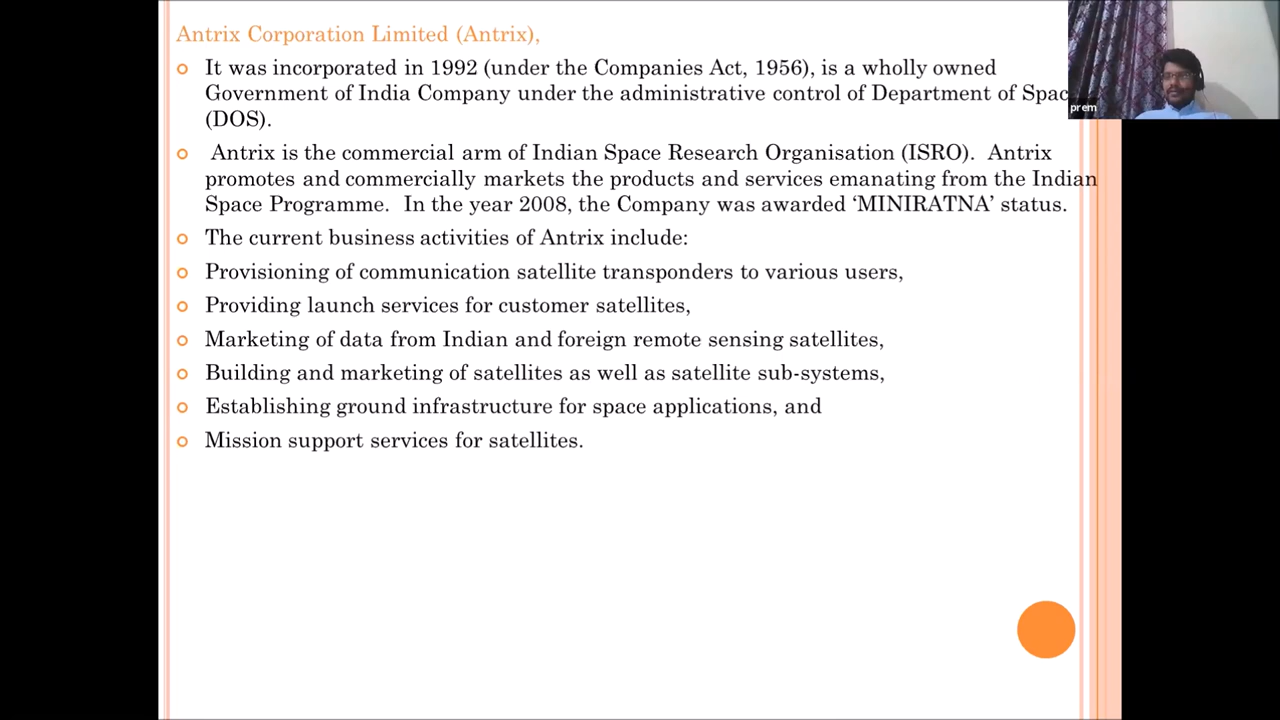 Antrix Corporation Limited (Antrix),
It was incorporated in 1992 (under the Companies Act, 1956), is a wholly owned
Government of India Company under the administrative control of Department of Spac
(DOS).
Antrix is the commercial arm of Indian Space Research Organisation (ISRO). Antrix
promotes and commercially markets the products and services emanating from the Indian
Space Programme. In the year 2008, the Company was awarded ‘MINIRATNA’ status.
The current business activities of Antrix include:
Provisioning of communication satellite transponders to various users,
Providing launch services for customer satellites,
Marketing of data from Indian and foreign remote sensing satellites,
Building and marketing of satellites as well as satellite sub-systems,
Establishing ground infrastructure for space applications, and
Mission support services for satellites.
prem